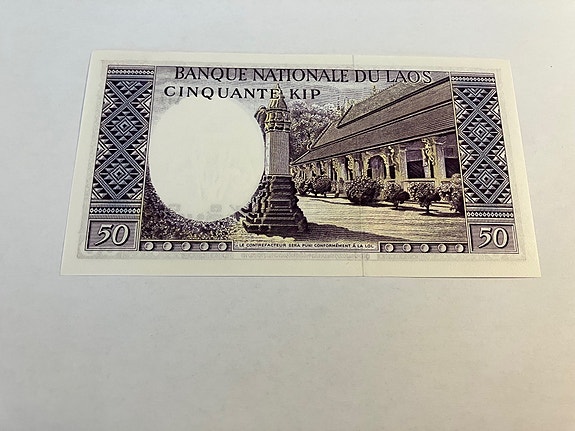 BANQUE NATIONALE DU LAOS
CINQUANTE KIP
50
LE CONTREFACTEUR SERA PUNI CONFORMÉMENT À LA LOI.
50